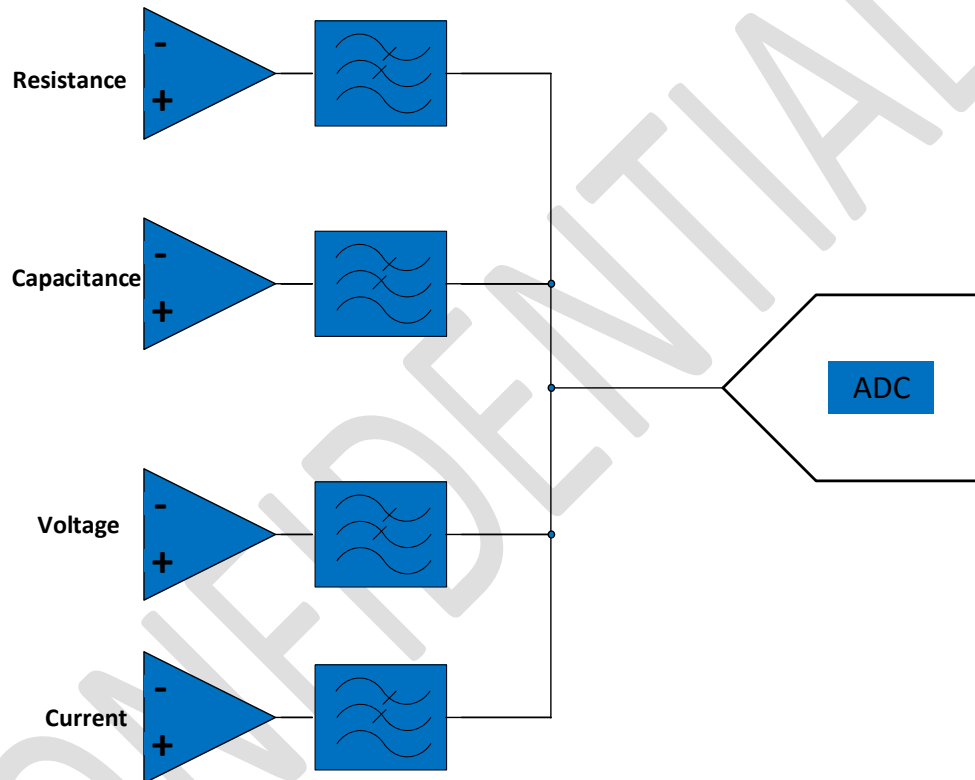 -
Resistance
+
-
Capacitance
+
ADC
-
Voltage
+
-
Current
+
CONFIDENTIAL